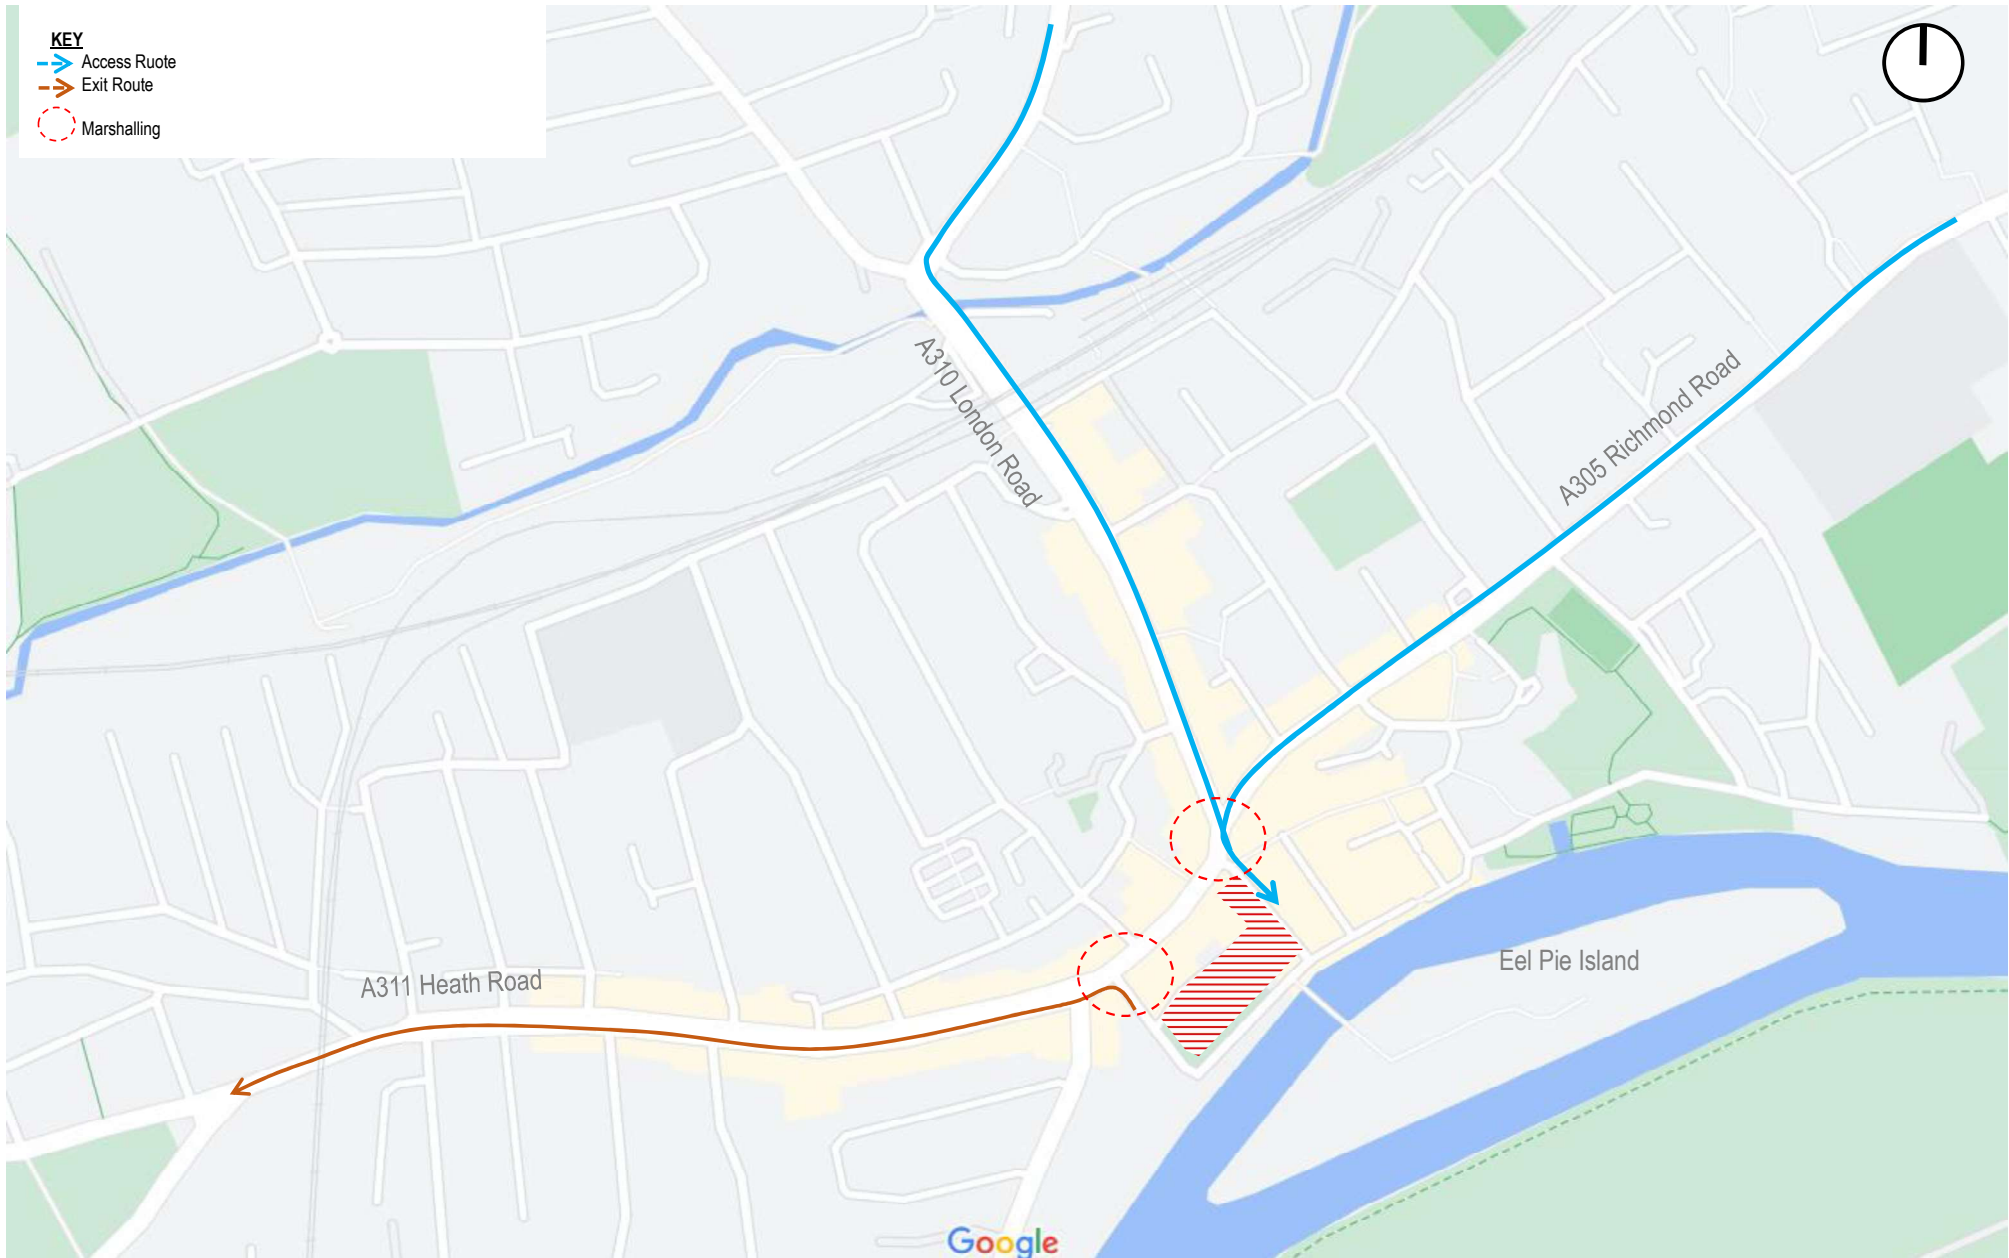 KEY
Access Ruote
Exit Route
Marshalling
A310 London Road
A305 Richmond Road
Eel Pie Island
A311 Heath Road
Google